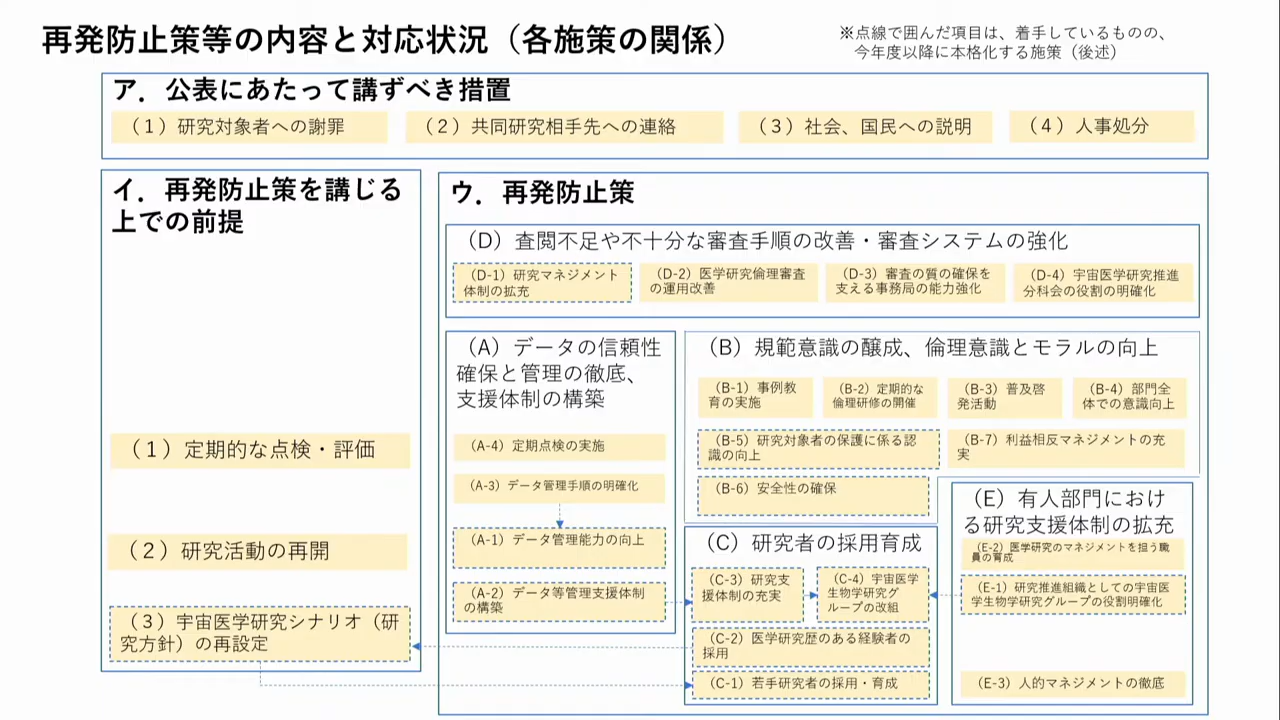 再発防止策等の内容と対応状況（各施策の関係）
※点線で囲んだ項目は、着手しているものの、
今年度以降に本格化する施策（後述）
ア．公表にあたって講ずべき措置
（1）研究対象者への謝罪
（2）共同研究相手先への連絡
（3）社会、国民への説明
（4）人事処分
イ．再発防止策を講じる
上での前提
（1）定期的な点検・評価
（2）研究活動の再開
（3）宇宙医学研究シナリオ（研
究方針）の再設定
ウ．再発防止策
（D）査閲不足や不十分な審査手順の改善・審査システムの強化
（D-1）研究マネジメント
体制の拡充
（D-2）医学研究倫理審査
の運用改善
（D-3）審査の質の確保を
支える事務局の能力強化
（D-4）宇宙医学研究推進
分科会の役割の明確化
（A）データの信頼性
確保と管理の徹底、
支援体制の構築
（A-4）定期点検の実施
（A-3）データ管理手順の明確化
（A-1）データ管理能力の向上
（A-2）データ等管理支援体制
の構築
（B）規範意識の醸成、倫理意識とモラルの向上
（B-1）事例教
育の実施
（B-2）定期的な
倫理研修の開催
（B-3）普及啓
発活動
（B-4）部門全
体での意識向上
（B-5）研究対象者の保護に係る認
識の向上
（B-7）利益相反マネジメントの充
実
（B-6）安全性の確保
（C）研究者の採用育成
（C-3）研究支
援体制の充実
（C-4）宇宙医学
生物学研究グ
ループの改組
（C-2）医学研究歴のある経験者の
採用
（C-1）若手研究者の採用・育成
（E）有人部門におけ
る研究支援体制の拡充
（E-2）医学研究のマネジメントを担う職
員の育成
（E-1）研究推進組織としての宇宙医
学生物学研究グループの役割明確化
（E-3）人的マネジメントの徹底